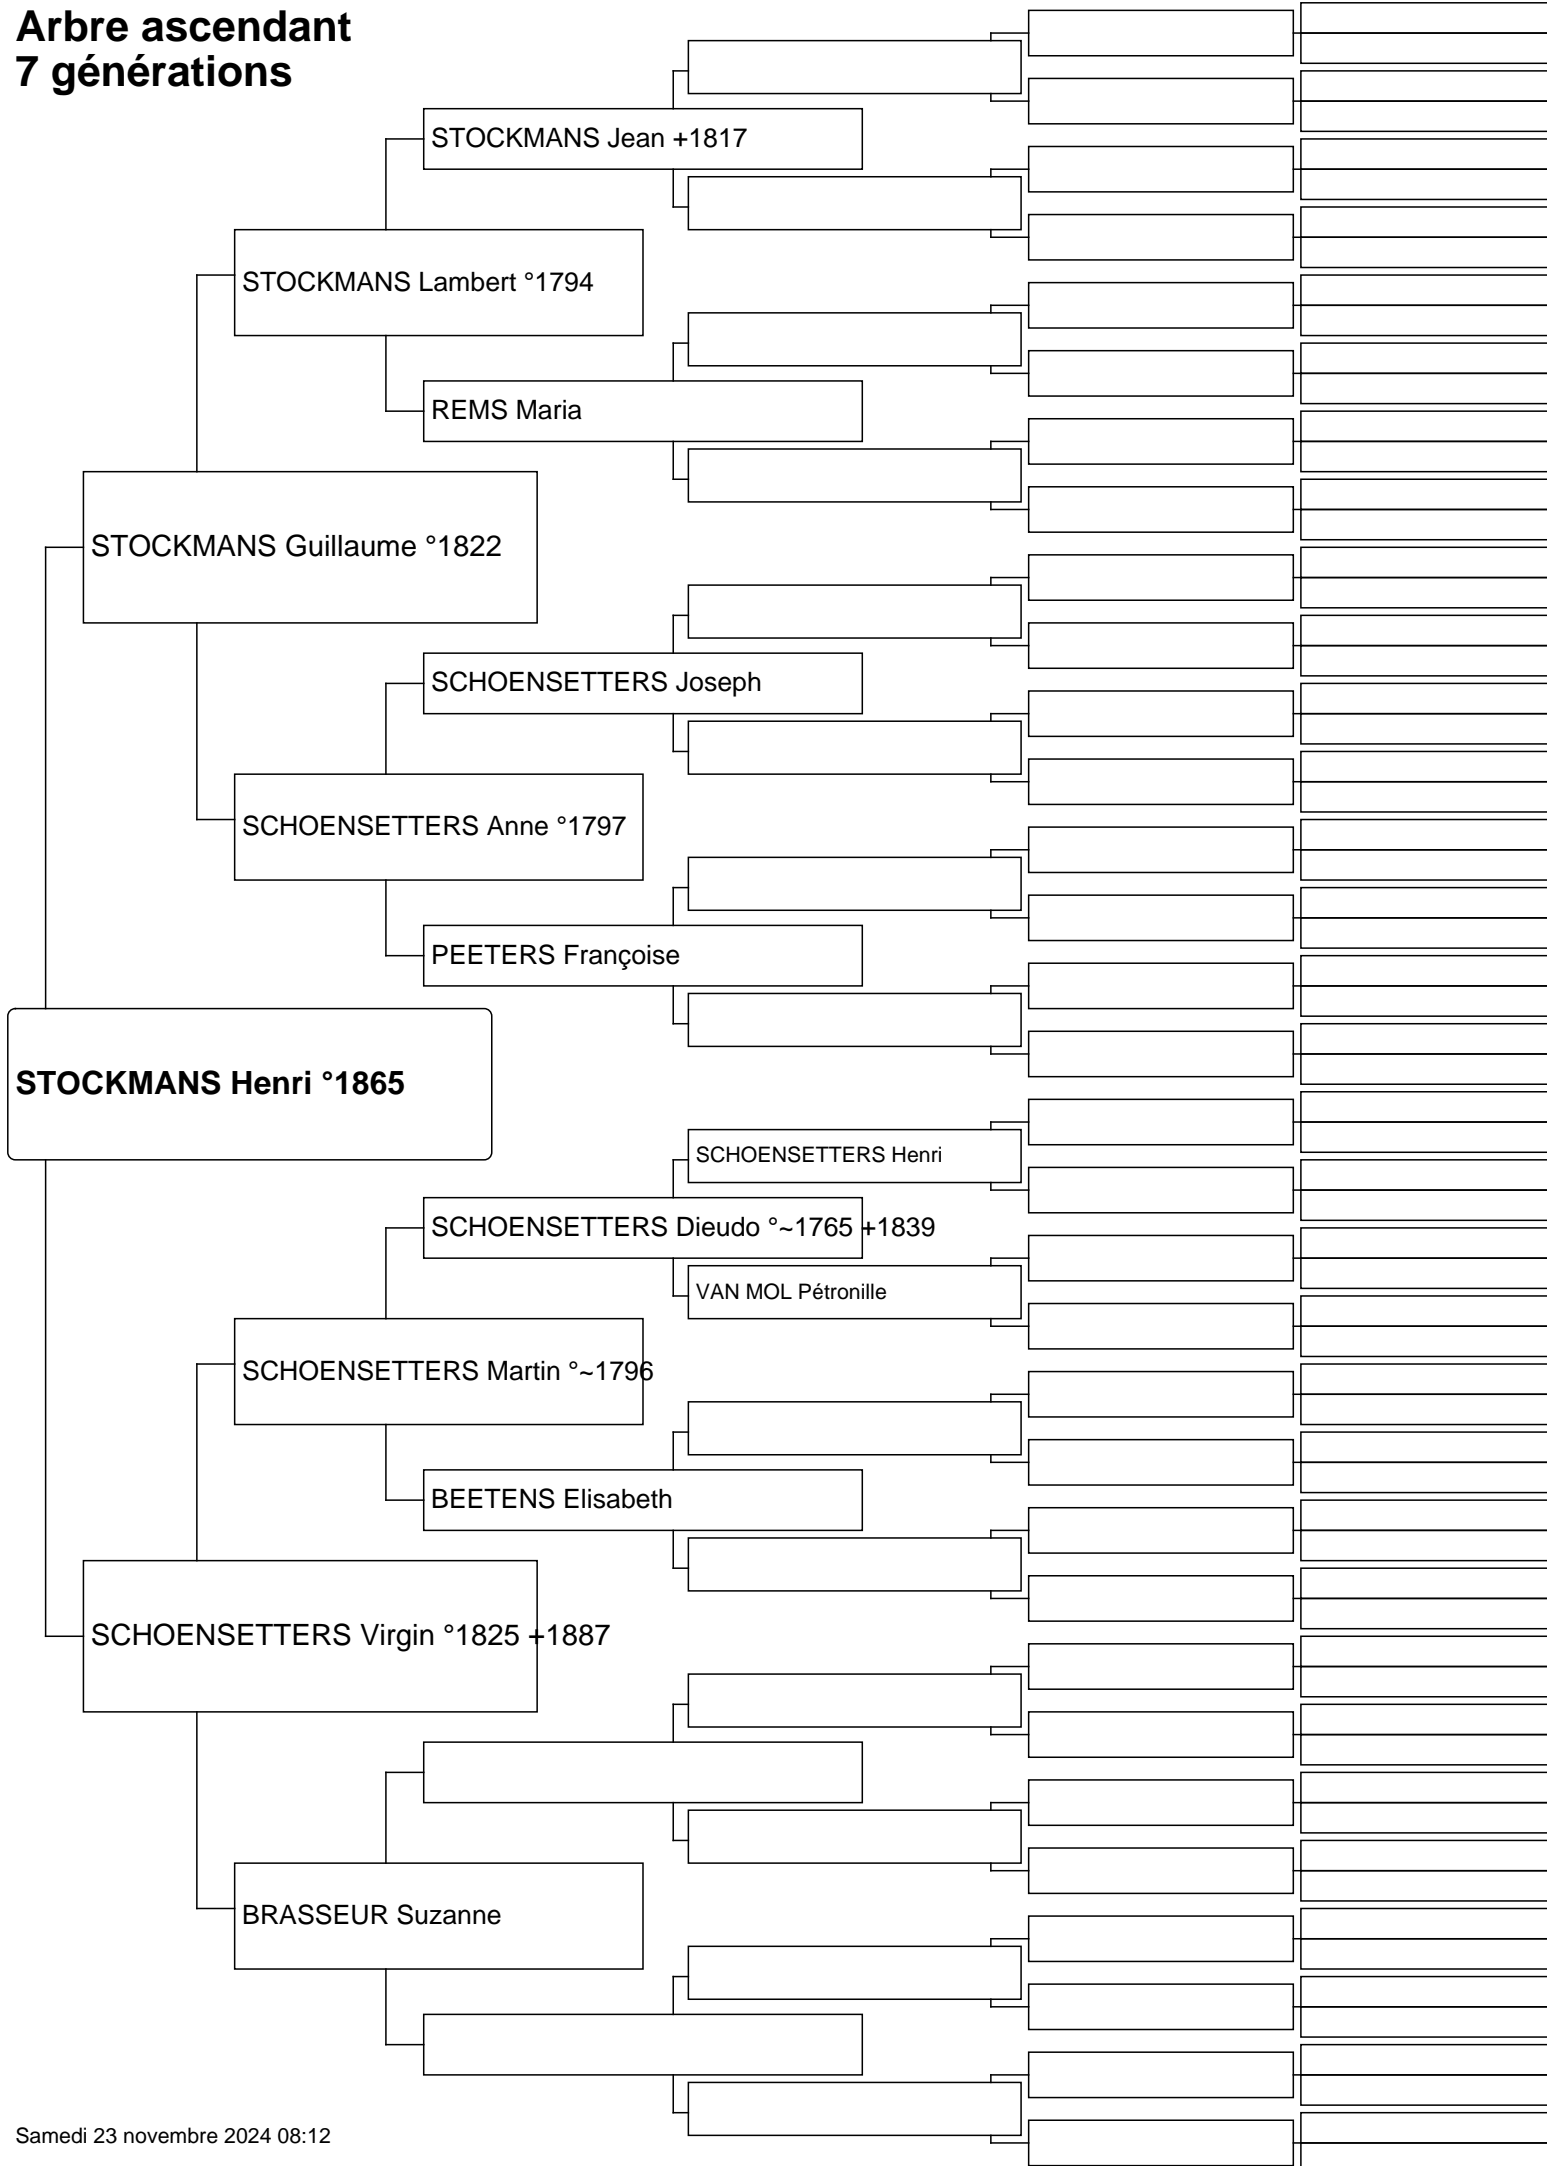 Arbre ascendant
7 générations
STOCKMANS Jean +1817
STOCKMANS Lambert °1794
REMS Maria
STOCKMANS Guillaume °1822
SCHOENSETTERS Joseph
SCHOENSETTERS Anne °1797
PEETERS Françoise
STOCKMANS Henri °1865
SCHOENSETTERS Henri
SCHOENSETTERS Dieudo °~1765 +1839
VAN MOL Pétronille
SCHOENSETTERS Martin °~1796
BEETENS Elisabeth
SCHOENSETTERS Virgin °1825 +1887
BRASSEUR Suzanne
Samedi 23 novembre 2024 08:12